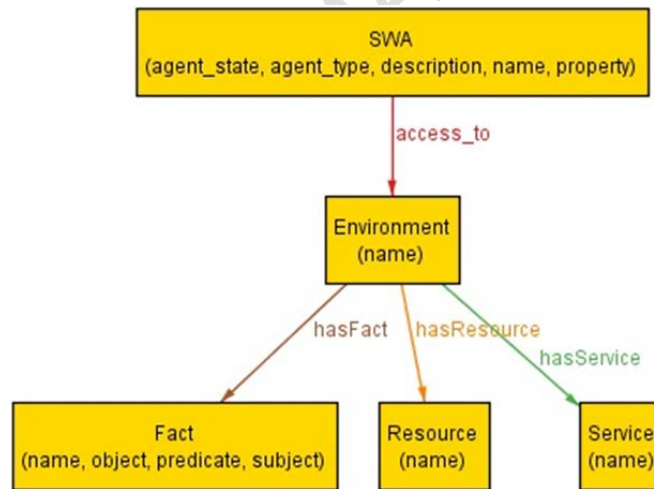 SWA
(agent_state, agent_type, description, name, property)
access_to
Environment
(name)
hasFact
hasResource
hasService
Fact
(name, object, predicate, subject)
Resource
(name)
Service
(name)